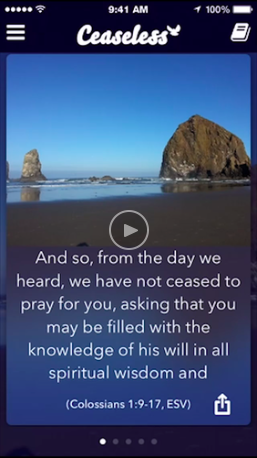 9:41 AM 100%
Ceaseless
And so, from the day we
heard, we have not ceased to
pray for you, asking that you
may be filled with the
knowledge of his will in all
spiritual wisdom and
(Colossians 1:9-17, ESV)